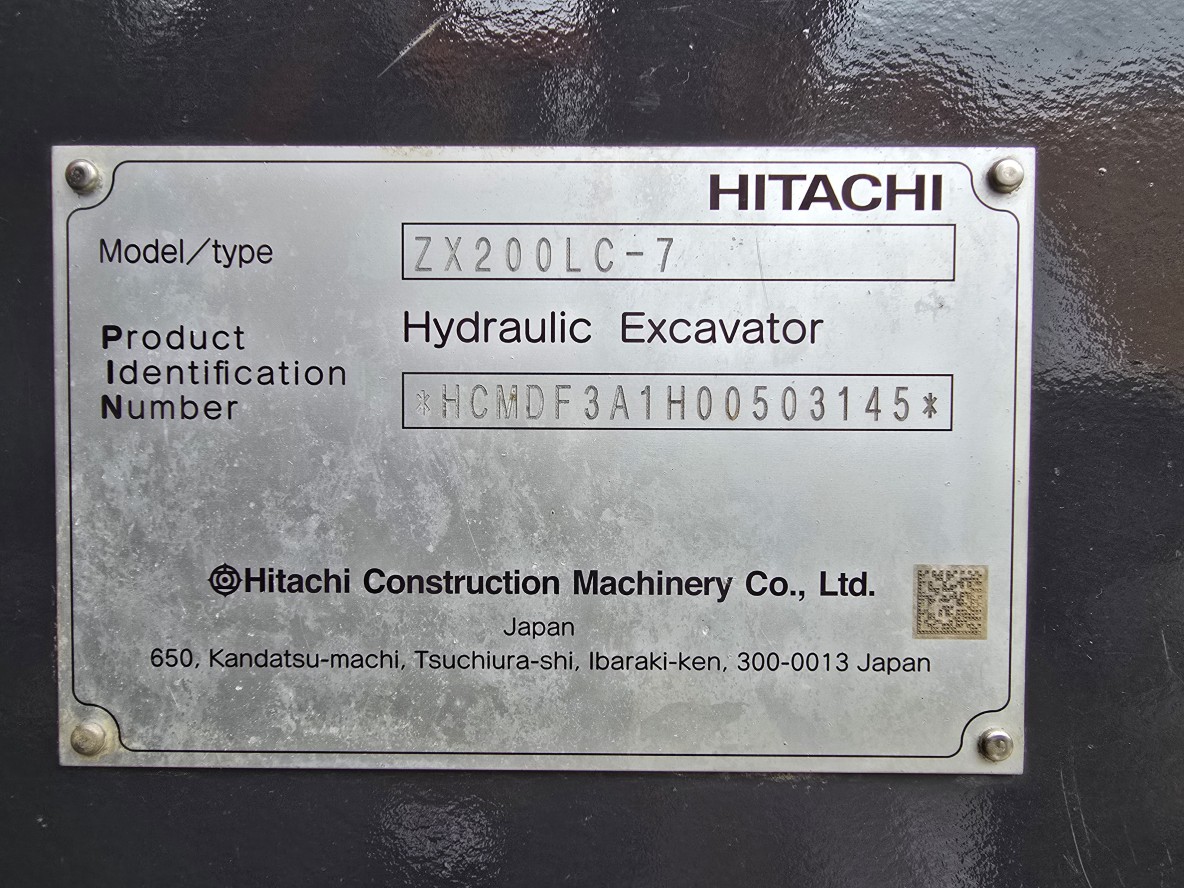 HITACHI
Model/type ZX200LC-7
Hydraulic Excavator
Product
Identification
Number
*HCMDF3A1H00503145*
Hitachi Construction Machinery Co., Ltd.
Japan
650, Kandatsu-machi, Tsuchiura-shi, Ibaraki-ken, 300-0013 Japan